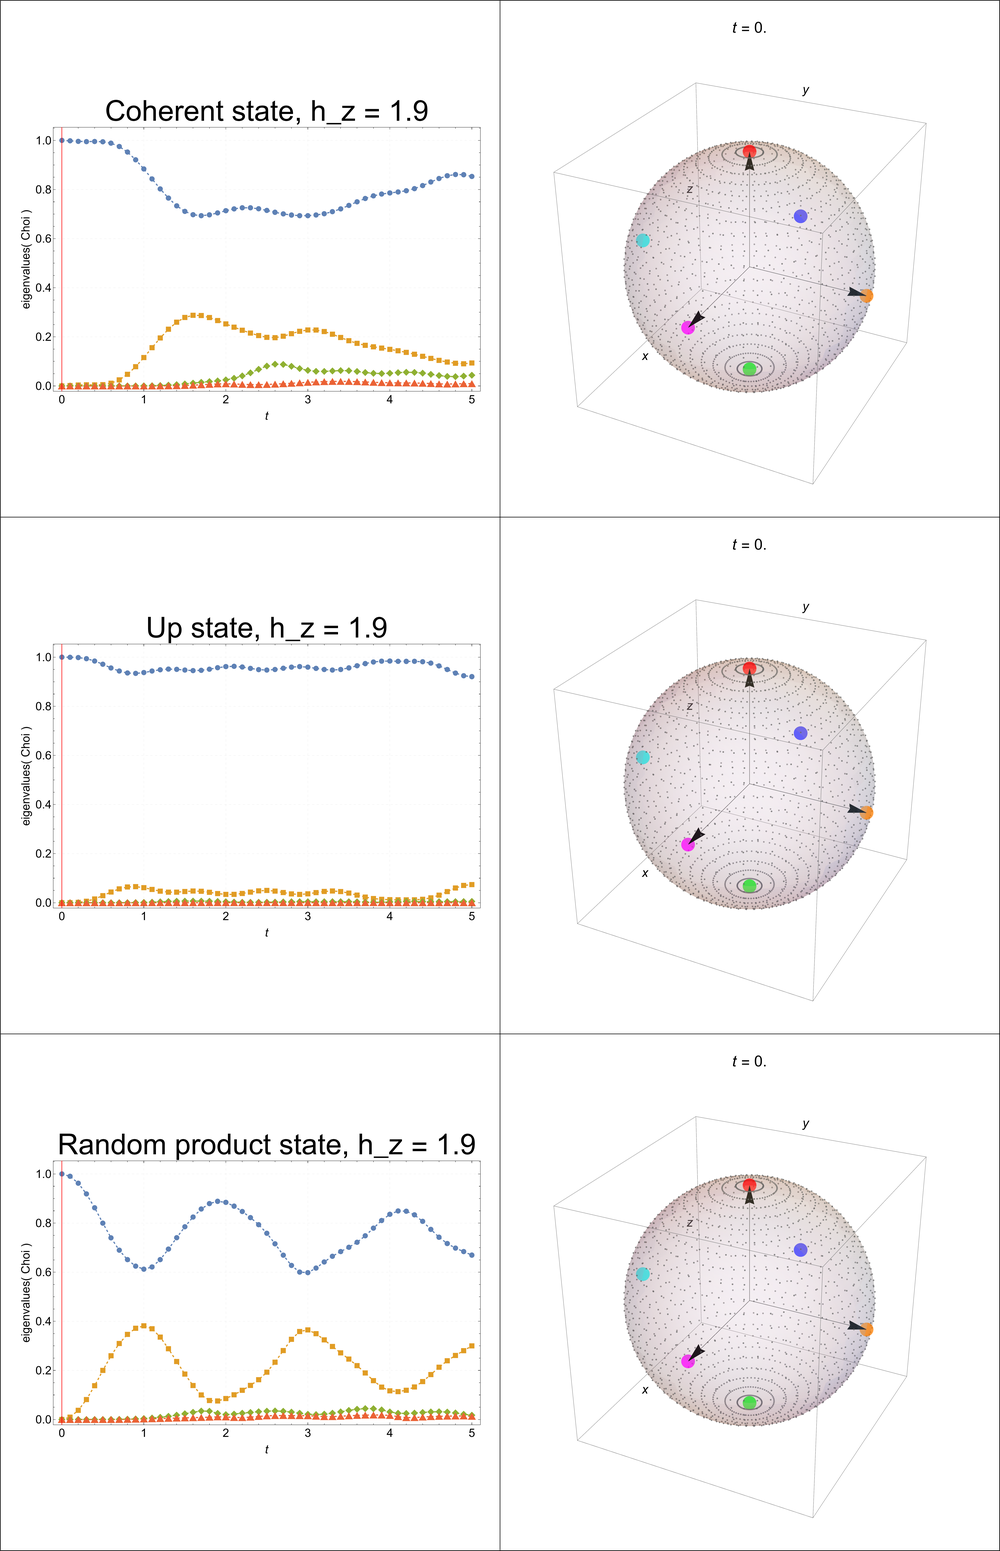 t = 0.
Coherent state, h_z = 1.9
eigenvalues( Choi )
1.0
0.8
0.6
0.4
0.2
0.0
0 1 2 3 4 5
t
y
z
x
t = 0.
Up state, h_z = 1.9
eigenvalues( Choi )
1.0
0.8
0.6
0.4
0.2
0.0
0 1 2 3 4 5
t
y
z
x
t = 0.
Random product state, h_z = 1.9
eigenvalues( Choi )
1.0
0.8
0.6
0.4
0.2
0.0
0 1 2 3 4 5
t
y
z
x